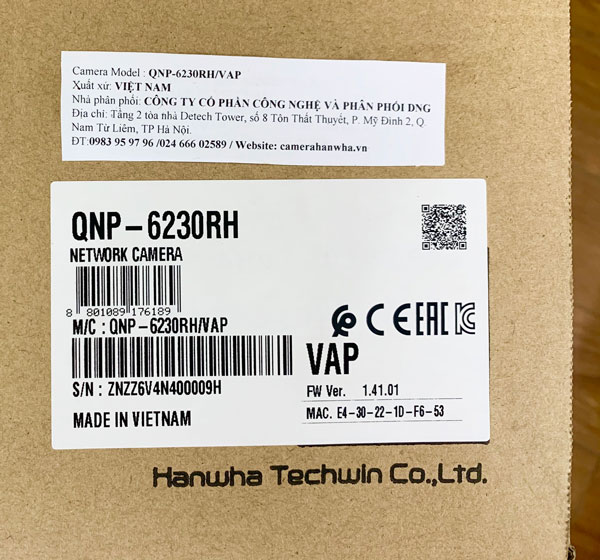 Camera Model : QNP-6230RH/VAP
Xuất xứ: VIỆT NAM
Nhà phân phối: CÔNG TY CỔ PHẦN CÔNG NGHỆ VÀ PHÂN PHỐI DNG
Địa chỉ: Tầng 2 tòa nhà Detech Tower, số 8 Tôn Thất Thuyết, P. Mỹ Đình 2, Q.
Nam Từ Liêm, TP Hà Nội.
ĐT:0983 95 97 96 /024 666 02589 / Website: camerahanwha.vn
QNP-6230RH
NETWORK CAMERA
8 801089 176189
M/C : QNP-6230RH/VAP
CE EAC KC
VAP
S/N : ZNZZ6V4N400009H
FW Ver. 1.41.01
MADE IN VIETNAM
MAC. E4-30-22-1D-F6-53
Hanwha Techwin Co.,Ltd.